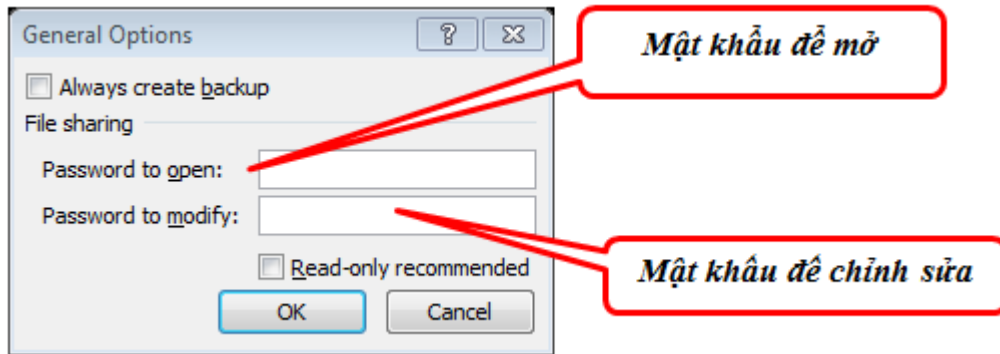 General Options
Mật khẩu để mở
Always create backup
File sharing
Password to open:
Password to modify:
Read-only recommended
Mật khẩu để chỉnh sửa
OK
Cancel